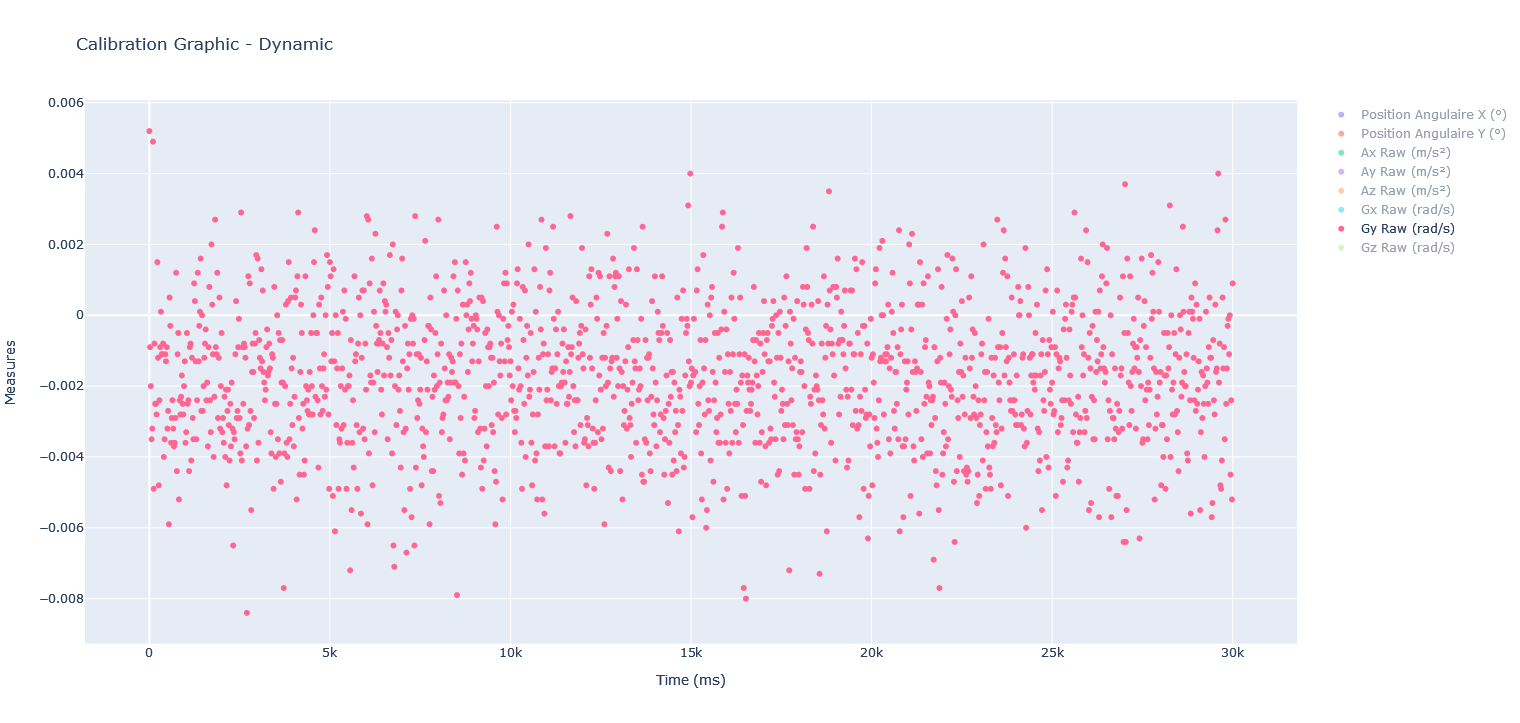 Calibration Graphic - Dynamic
0.006
0.004
0.002
0
−0.002
−0.004
−0.006
−0.008
Measures
0
5k
10k
15k
20k
25k
30k
Time (ms)
Position Angulaire X (°)
Position Angulaire Y (°)
Ax Raw (m/s²)
Ay Raw (m/s²)
Az Raw (m/s²)
Gx Raw (rad/s)
Gy Raw (rad/s)
Gz Raw (rad/s)